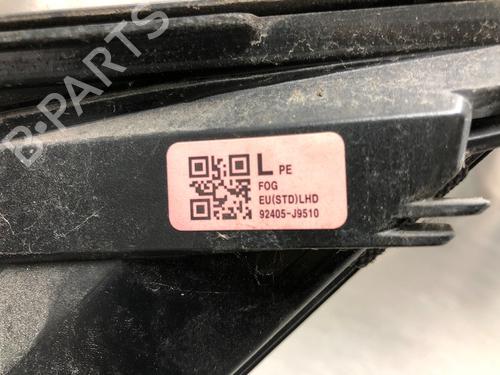 B·PARTS
L PE
FOG
EU(STD)LHD
92405-J9510